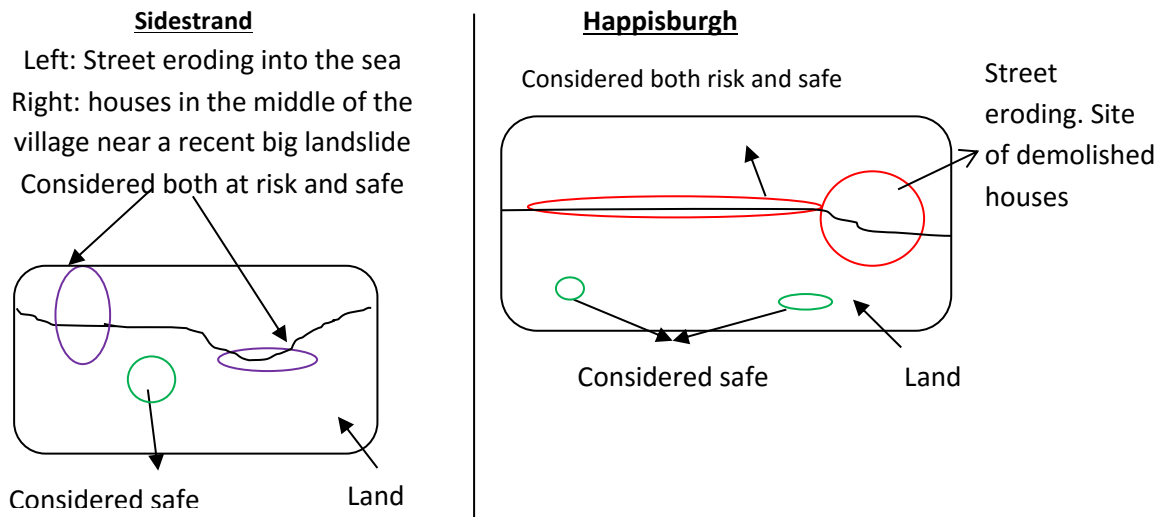 Sidestrand
Left: Street eroding into the sea
Right: houses in the middle of the
village near a recent big landslide
Considered both at risk and safe
Considered safe
Land
Happisburgh
Considered both risk and safe
Street
eroding. Site
of demolished
houses
Considered safe
Land